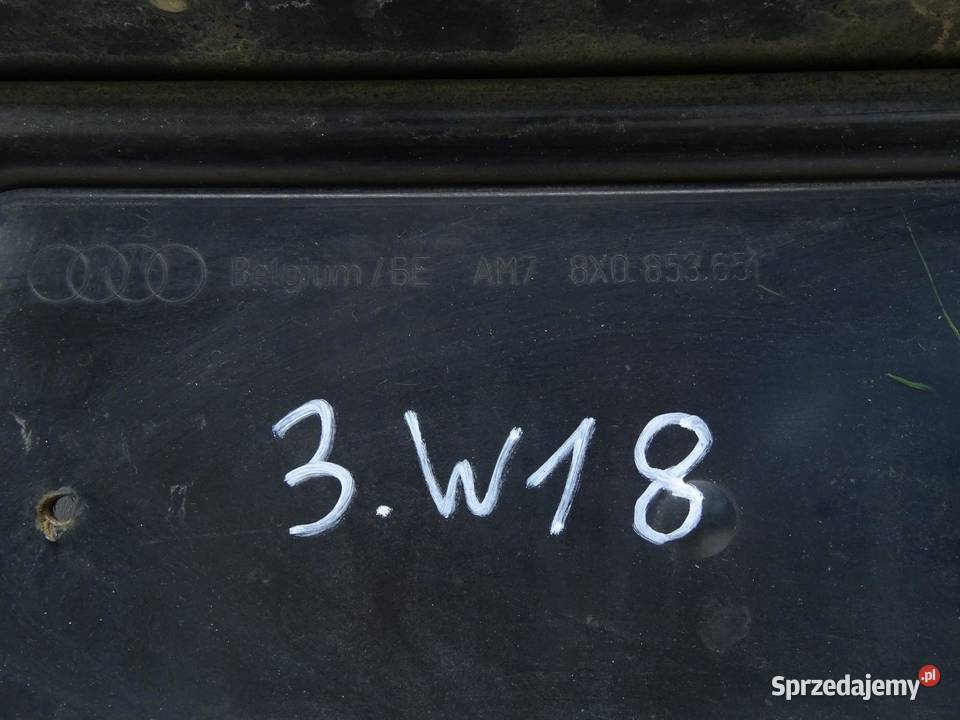 Belgium /BE AM7 8X0.853.651
3.W18
Sprzedajemy.pl